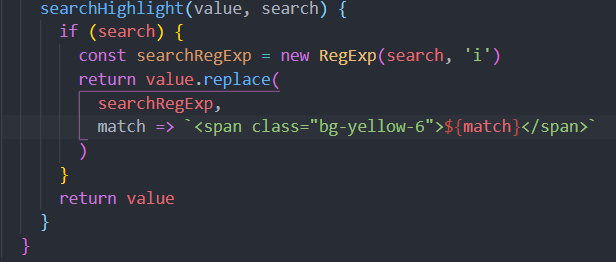 searchHighlight(value, search) {
if (search) {
const searchRegExp = new RegExp(search, 'i')
return value.replace(
searchRegExp,
match => `<span class="bg-yellow-6">${match}</span>`
)
}
return value
}
}